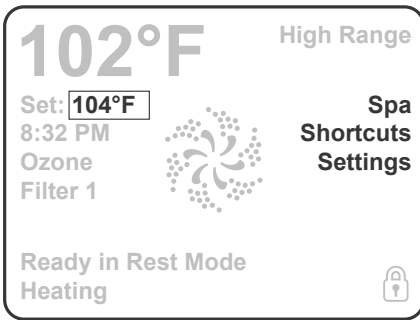 102°F
High Range
Set: 104°F
Spa
8:32 PM
Shortcuts
Ozone
Settings
Filter 1
Ready in Rest Mode
Heating